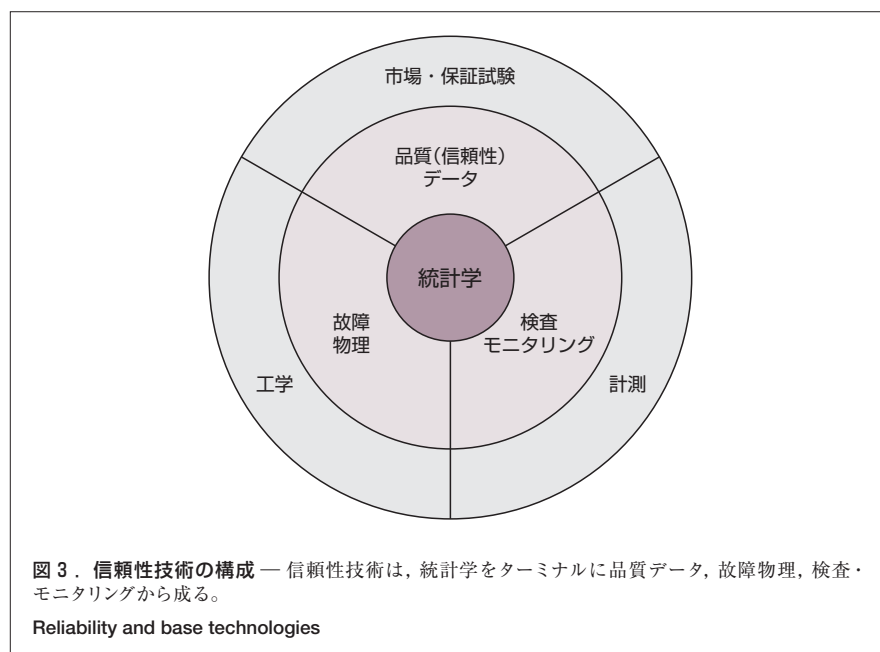 市場・保証試験
品質(信頼性)
データ
統計学
故障
物理
検査
モニタリング
工学
計測
図3．信頼性技術の構成 — 信頼性技術は，統計学をターミナルに品質データ，故障物理，検査・
モニタリングから成る。
Reliability and base technologies